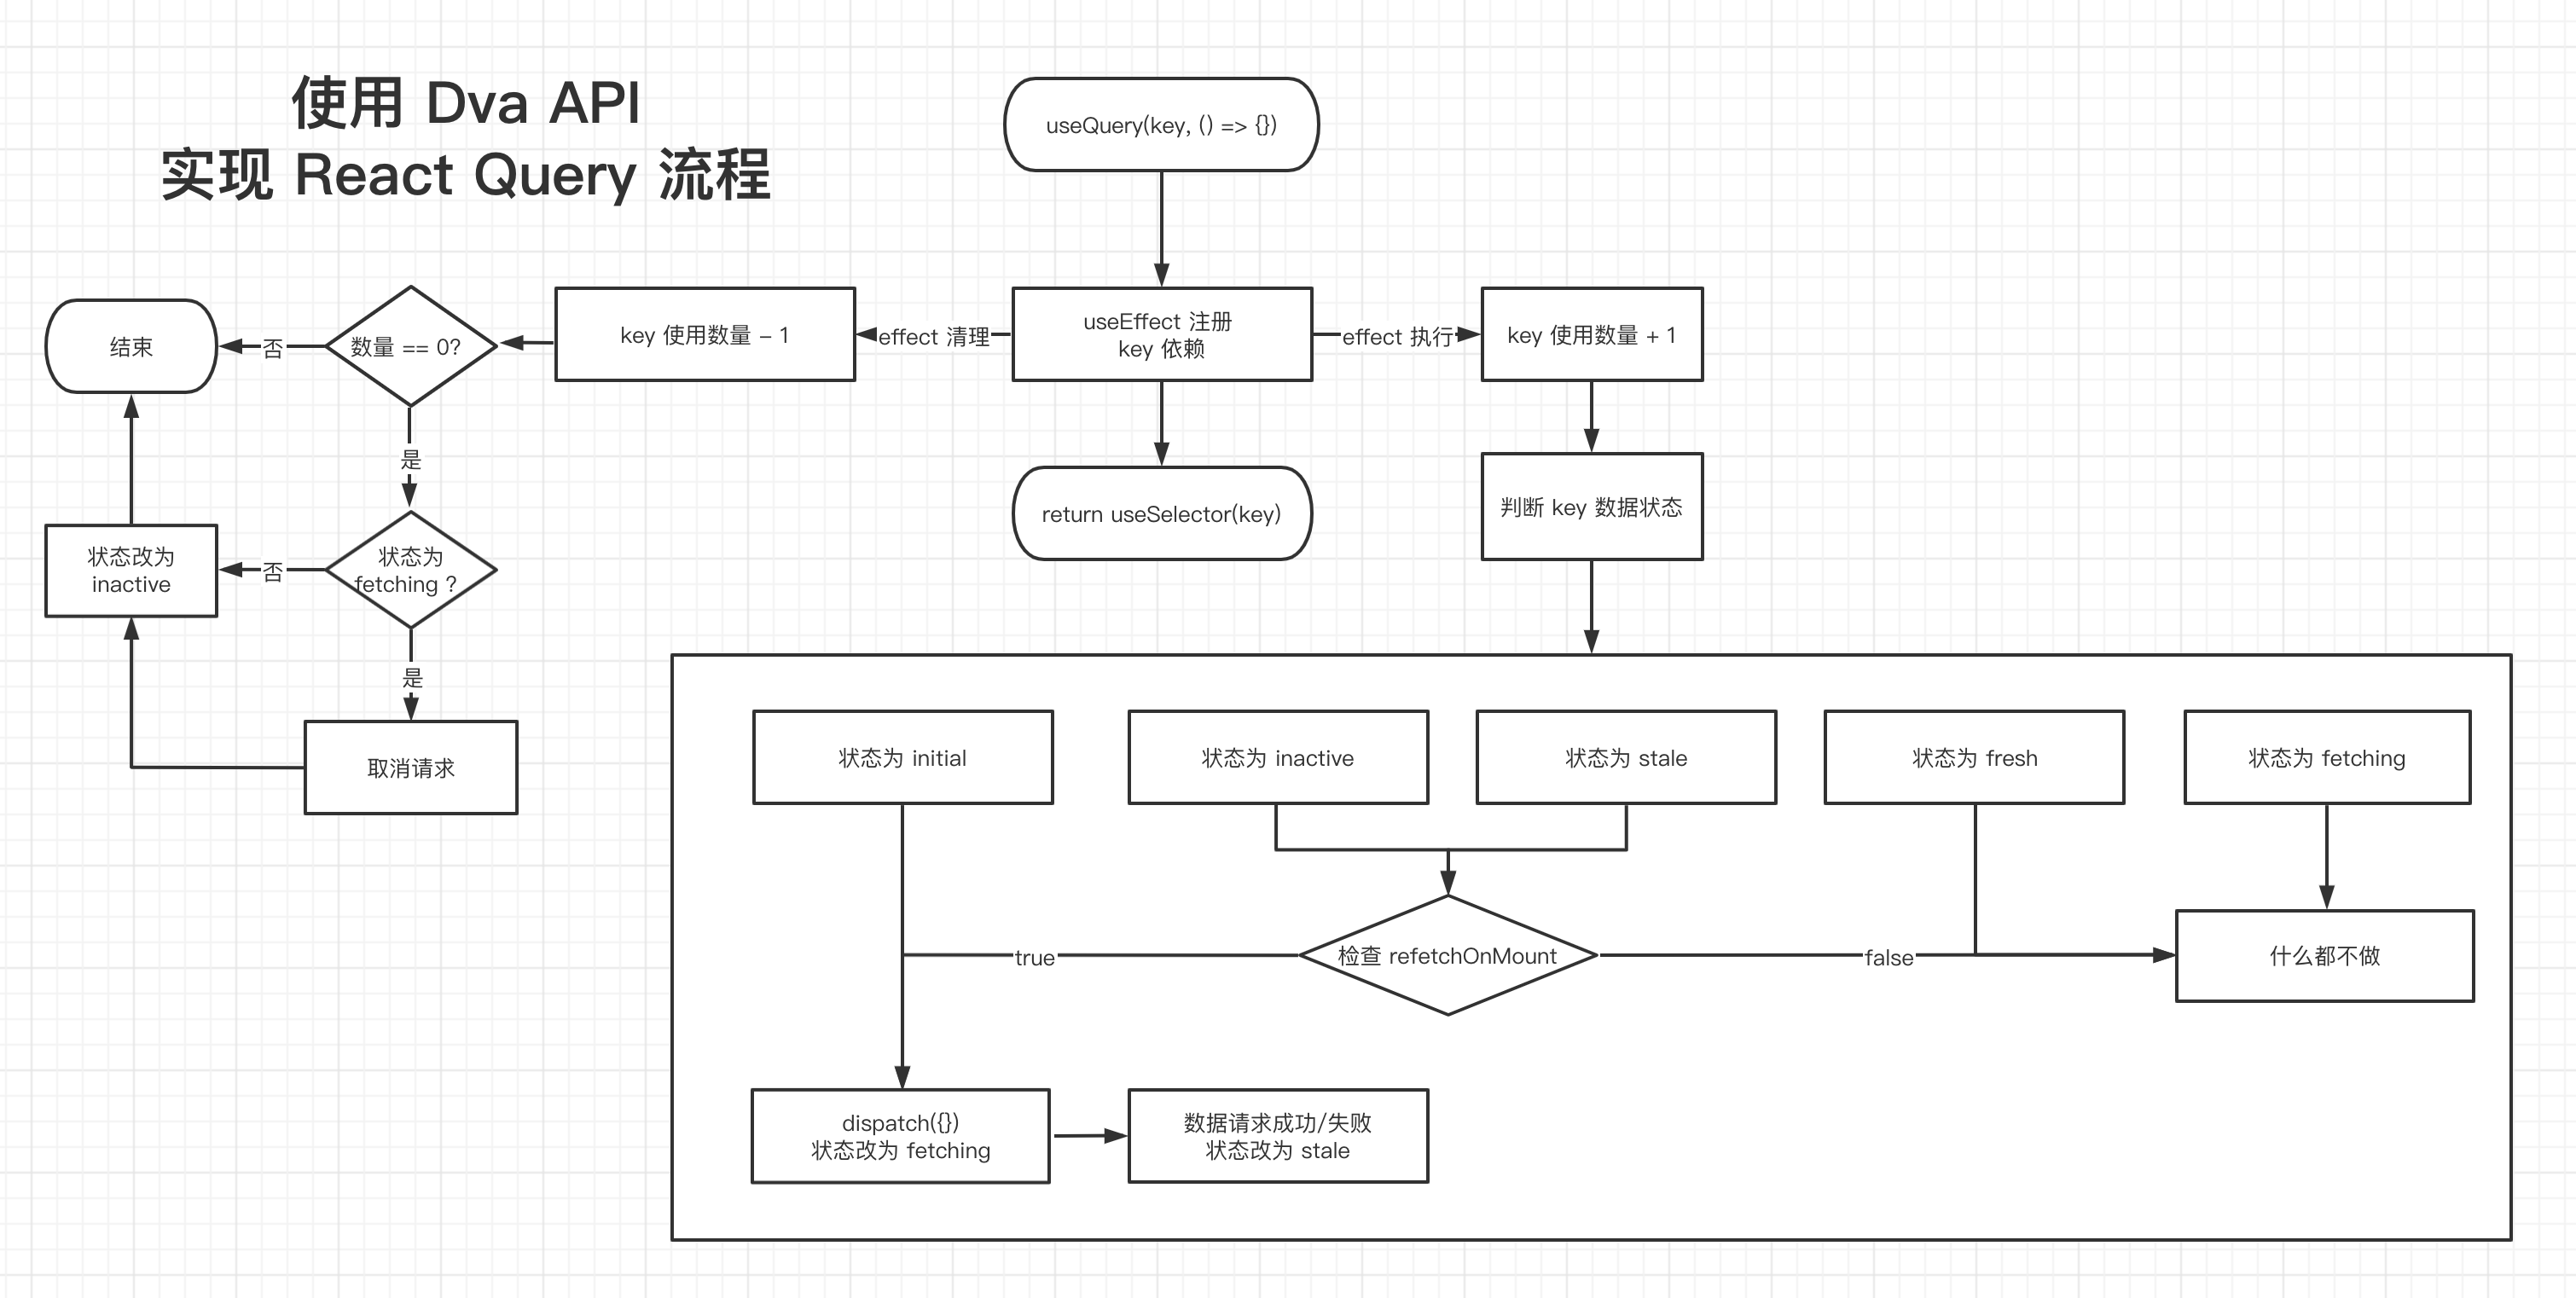 使用 Dva API
实现 React Query 流程
useQuery(key, () => {})
结束
否
数量 == 0?
key 使用数量 − 1
effect 清理
useEffect 注册
key 依赖
effect 执行
key 使用数量 + 1
是
return useSelector(key)
判断 key 数据状态
状态改为
inactive
否
状态为
fetching ?
是
取消请求
状态为 initial
状态为 inactive
状态为 stale
状态为 fresh
状态为 fetching
true
检查 refetchOnMount
false
什么都不做
dispatch({})
状态改为 fetching
数据请求成功/失败
状态改为 stale